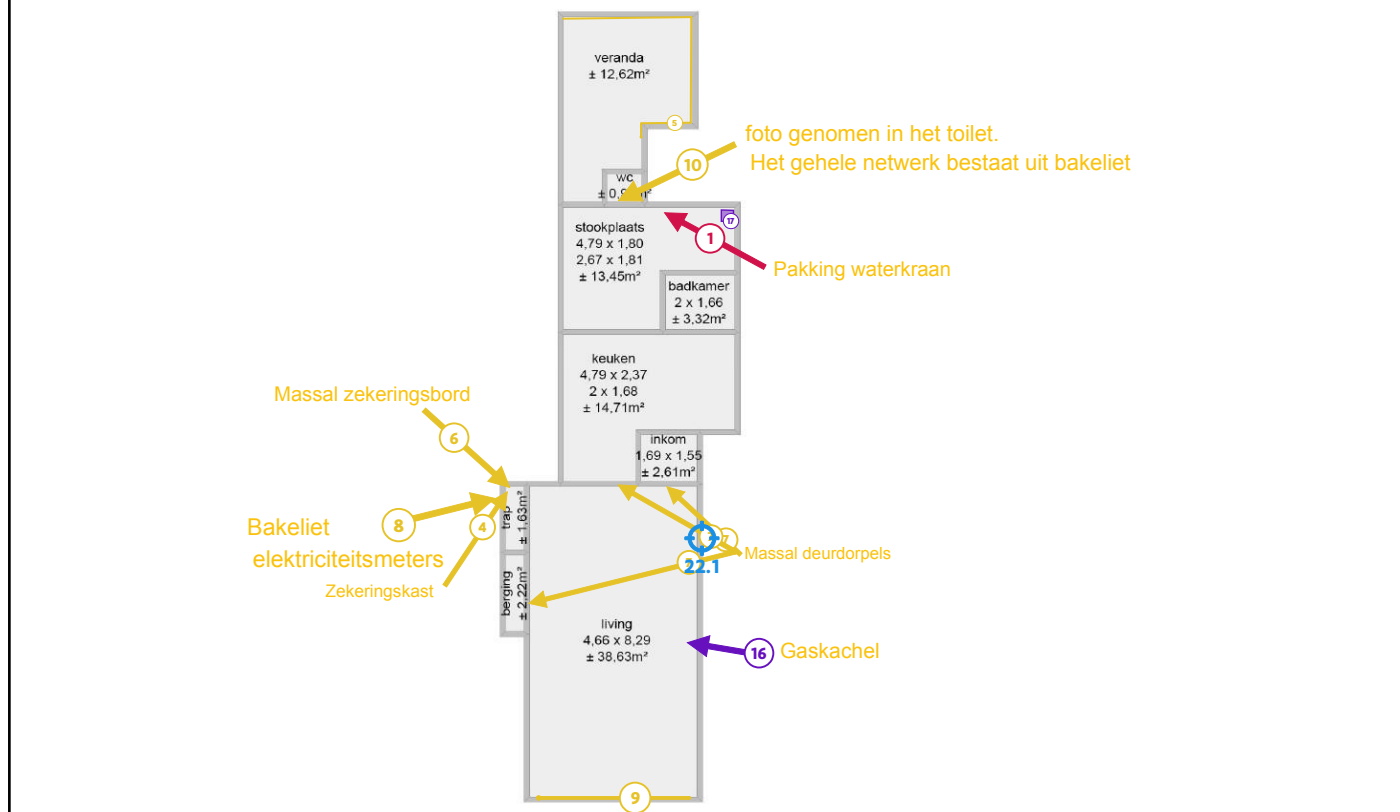 veranda
± 12,62m²
5
foto genomen in het toilet.
10
Het gehele netwerk bestaat uit bakeliet
wc
stookplaats
4,79 x 1,80
2,67 x 1,81
± 13,45m²
17
1
Pakking waterkraan
badkamer
2 x 1,66
± 3,32m²
keuken
4,79 x 2,37
2 x 1,68
± 14,71m²
Massal zekeringsbord
6
inkom
1,69 x 1,55
± 2,61m²
trap
± 1,63m²
8
Bakeliet
elektriciteitsmeters
4
Zekeringskast
7
Massal deurdorpels
22.1
berging
± 2,22m²
living
4,66 x 8,29
± 38,63m²
16
Gaskachel
9